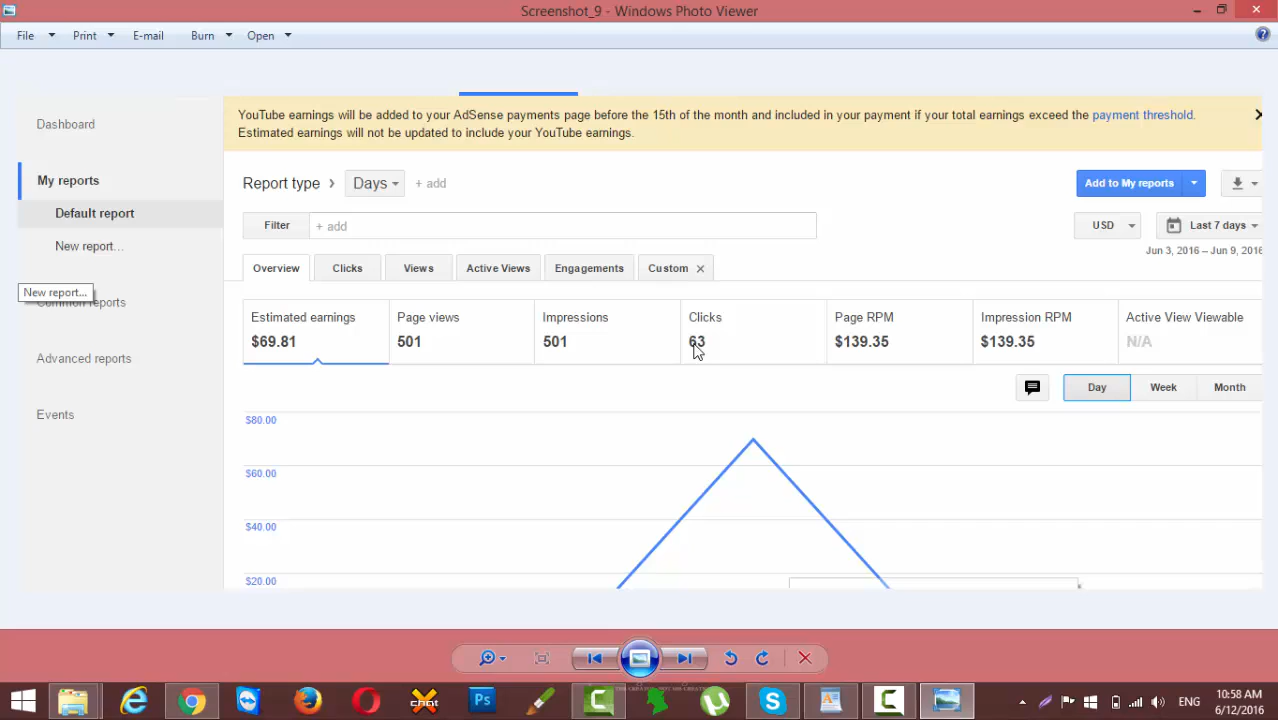 Screenshot_9 - Windows Photo Viewer
File Print E-mail Burn Open
YouTube earnings will be added to your AdSense payments page before the 15th of the month and included in your payment if your total earnings exceed the payment threshold.
Estimated earnings will not be updated to include your YouTube earnings.
Dashboard
My reports
Default report
New report...
New report...
Common reports
Advanced reports
Events
Report type › Days + add
Add to My reports
Filter + add
USD Last 7 days
Jun 3, 2016 – Jun 9, 2016
Overview Clicks Views Active Views Engagements Custom
Estimated earnings Page views Impressions Clicks Page RPM Impression RPM Active View Viewable
$69.81 501 501 63 $139.35 $139.35 N/A
Day Week Month
$80.00
$60.00
$40.00
$20.00
chat
Ps
ENG
10:58 AM
6/12/2016